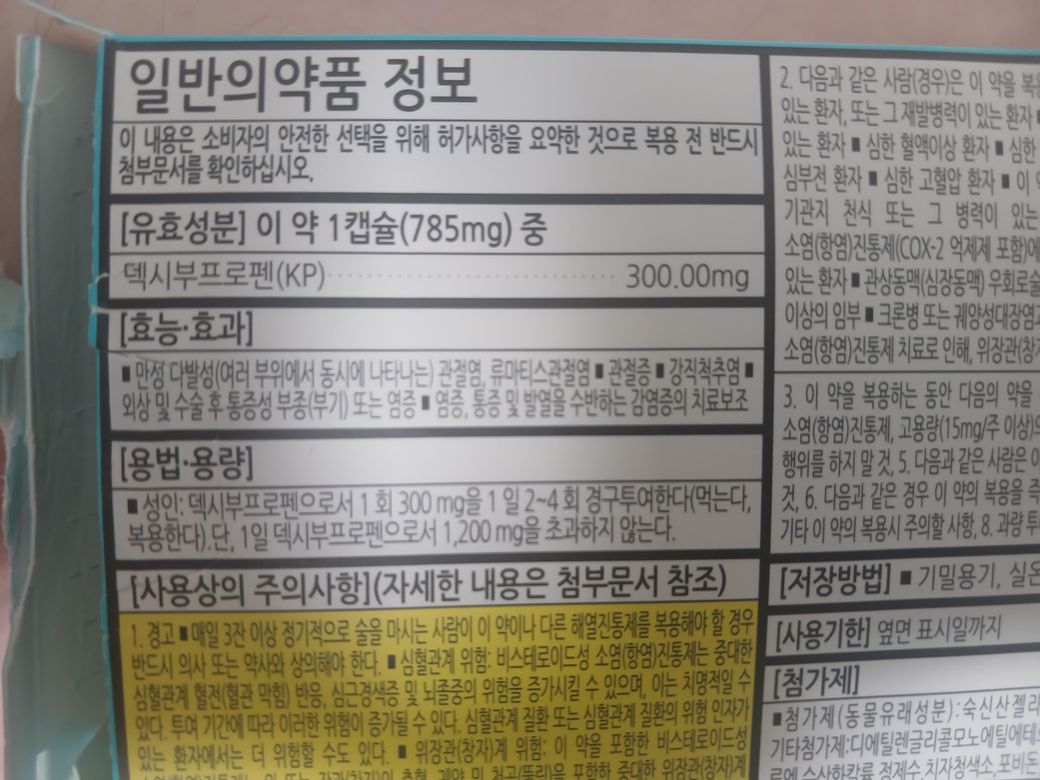 일반의약품 정보
이 내용은 소비자의 안전한 선택을 위해 허가사항을 요약한 것으로 복용 전 반드시
첨부문서를 확인하십시오.
[유효성분] 이 약 1캡슐(785mg) 중
덱시부프로펜(KP) 300.00mg
[효능·효과]
■ 만성 다발성(여러 부위에서 동시에 나타나는) 관절염, 류마티스관절염 ■ 관절증 ■ 강직척추염 ■
외상 및 수술 후 통증성 부종(부기) 또는 염증 ■ 염증, 통증 및 발열을 수반하는 감염증의 치료보조
[용법·용량]
■ 성인: 덱시부프로펜으로서 1회 300 mg을 1일 2~4회 경구투여한다(먹는다,
복용한다). 단, 1일 덱시부프로펜으로서 1,200 mg을 초과하지 않는다.
[사용상의 주의사항](자세한 내용은 첨부문서 참조)
1. 경고 ■ 매일 3잔 이상 정기적으로 술을 마시는 사람이 이 약이나 다른 해열진통제를 복용해야 할 경우
반드시 의사 또는 약사와 상의해야 한다. ■ 심혈관계 위험: 비스테로이드성 소염(항염)진통제는 중대한
심혈관계 혈전(혈관 막힘) 반응, 심근경색증 및 뇌졸중의 위험을 증가시킬 수 있으며, 이는 치명적일 수
있다. 투여 기간에 따라 이러한 위험이 증가될 수 있다. 심혈관계 질환 또는 심혈관계 질환의 위험 인자가
있는 환자에서는 더 위험할 수도 있다. ■ 위장관(창자)계 위험: 이 약을 포함한 비스테로이드성
2. 다음과 같은 사람(경우)은 이 약을
있는 환자, 또는 그 재발병력이 있는 환자 ■
있는 환자 ■ 심한 혈액이상 환자 ■ 심한
심부전 환자 ■ 심한 고혈압 환자 ■ 이
기관지 천식 또는 그 병력이 있는
소염(항염)진통제(COX-2 억제제 포함)에
있는 환자 ■ 관상동맥(심장동맥) 우회로술
이상의 임부 ■ 크론병 또는 궤양성대장염과
소염(항염)진통제 치료로 인해, 위장관(창자
3. 이 약을 복용하는 동안 다음의 약을
소염(항염)진통제, 고용량(15mg/주 이상)의
행위를 하지 말 것, 5. 다음과 같은 사람은 이
것, 6. 다음과 같은 경우 이 약의 복용을 즉
기타 이 약의 복용시 주의할 사항, 8. 과량 투
[저장방법] ■ 기밀용기, 실온
[사용기한] 옆면 표시일까지
[첨가제]
■첨가제(동물유래성분):숙신산젤라
기타첨가제:디에틸렌글리콜모노에틸에테
정제수, 치자청색소, 포비돈